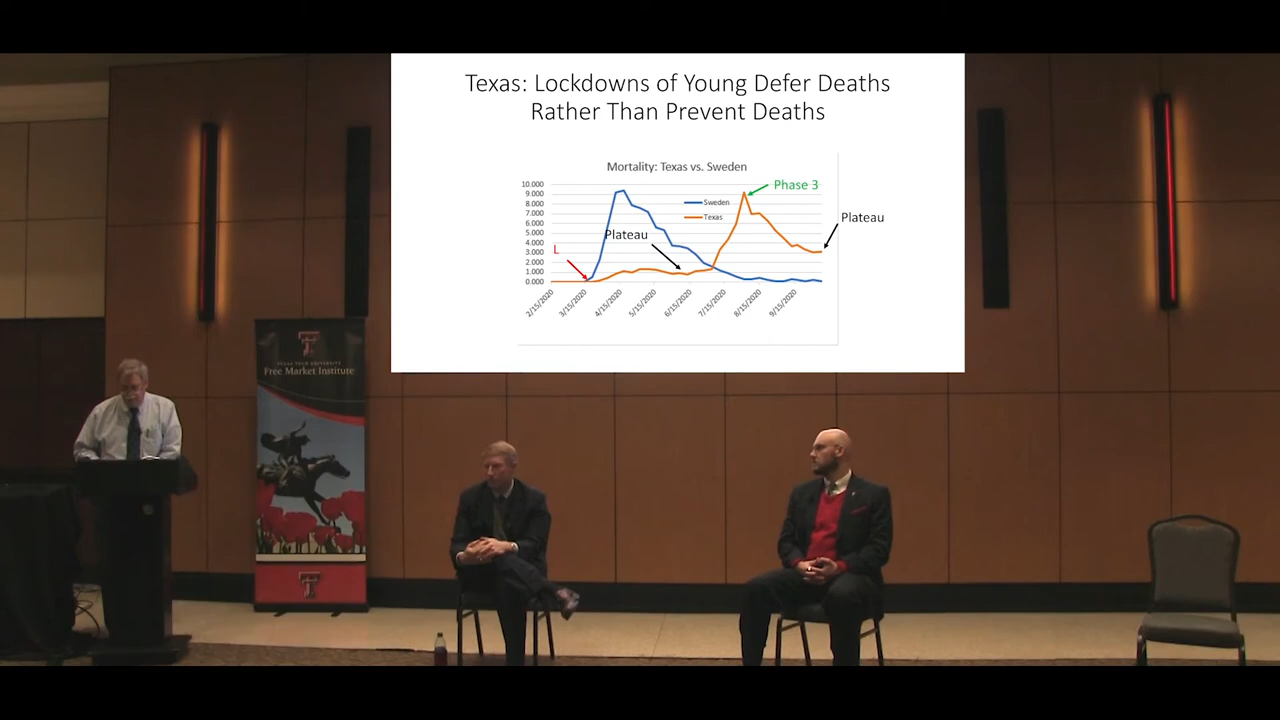 Texas: Lockdowns of Young Defer Deaths
Rather Than Prevent Deaths
Mortality: Texas vs. Sweden
10.000
9.000
8.000
7.000
6.000
5.000
4.000
3.000
2.000
1.000
0.000
Phase 3
Sweden
Texas
Plateau
Plateau
L
2/15/2020
3/15/2020
4/15/2020
5/15/2020
6/15/2020
7/15/2020
8/15/2020
9/15/2020
TEXAS TECH UNIVERSITY
Free Market Institute